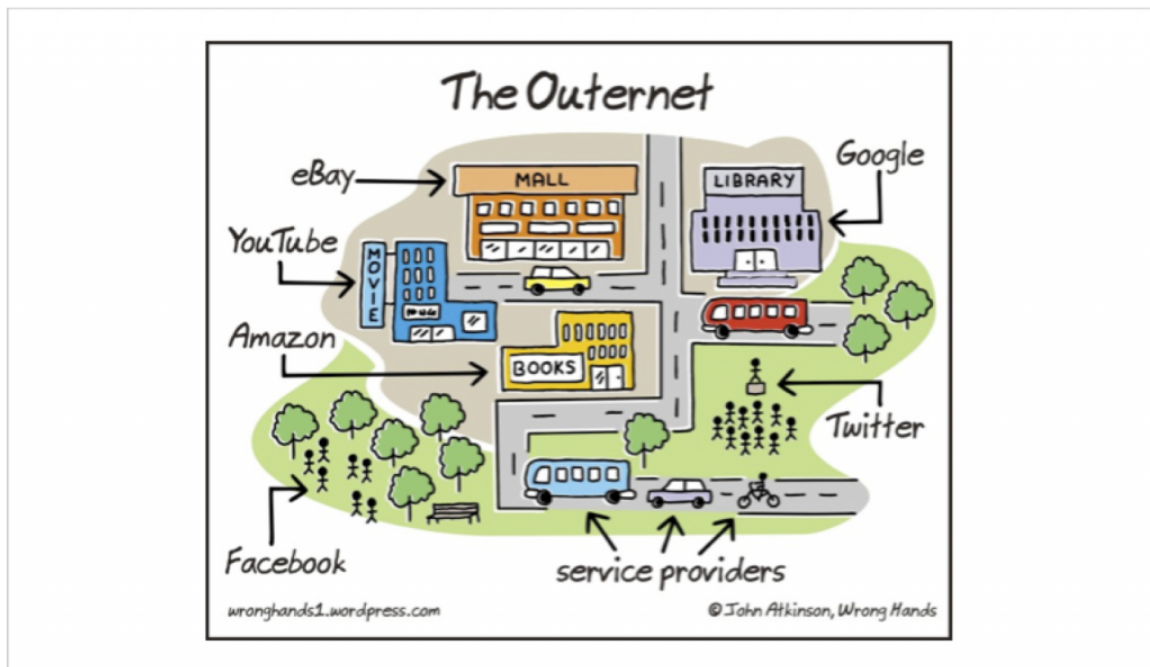 The Outernet
eBay
MALL
LIBRARY
Google
YouTube
MOVIE
Amazon
BOOKS
Twitter
Facebook
service providers
wronghands1.wordpress.com
© John Atkinson, Wrong Hands